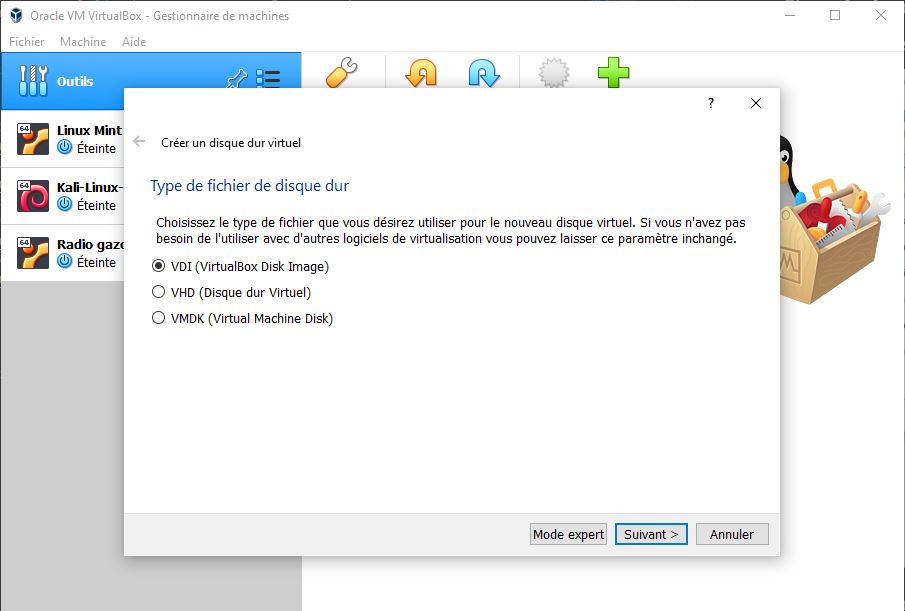 Oracle VM VirtualBox - Gestionnaire de machines
Fichier Machine Aide
Outils
64
Linux Mint
Éteinte
64
Kali-Linux-
Éteinte
64
Radio gazo
Éteinte
?
Créer un disque dur virtuel
Type de fichier de disque dur
Choisissez le type de fichier que vous désirez utiliser pour le nouveau disque virtuel. Si vous n'avez pas
besoin de l'utiliser avec d'autres logiciels de virtualisation vous pouvez laisser ce paramètre inchangé.
VDI (VirtualBox Disk Image)
VHD (Disque dur Virtuel)
VMDK (Virtual Machine Disk)
Mode expert Suivant > Annuler